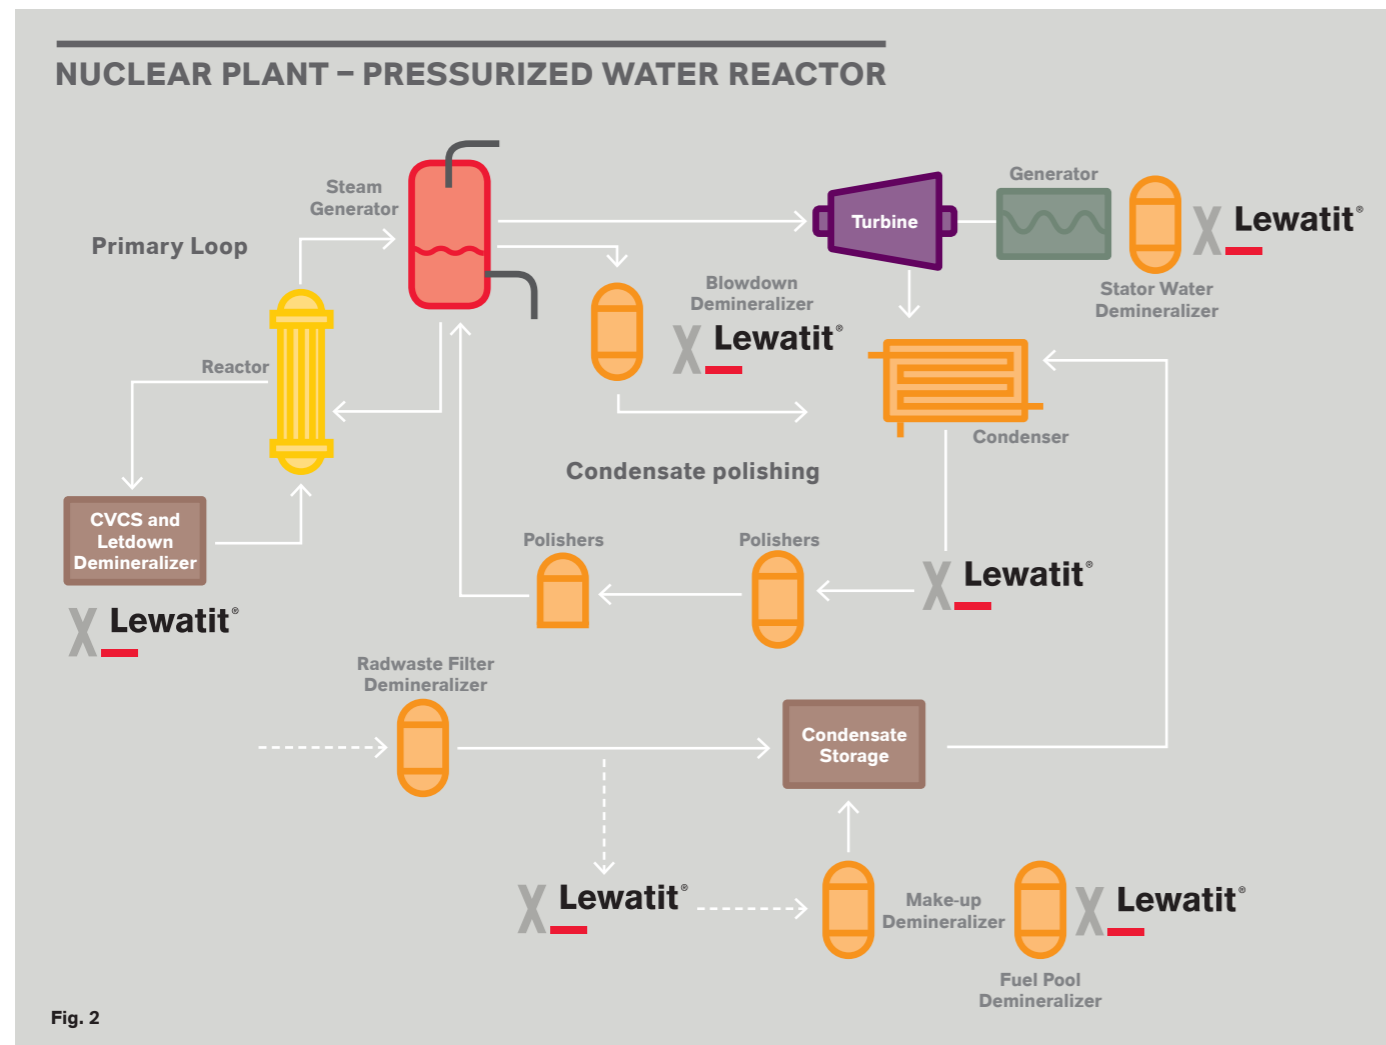 NUCLEAR PLANT – PRESSURIZED WATER REACTOR
Steam
Generator
Primary Loop
Turbine
Generator
Lewatit®
Stator Water
Demineralizer
Blowdown
Demineralizer
Lewatit®
Reactor
Condenser
Condensate polishing
CVCS and
Letdown
Demineralizer
Lewatit®
Polishers
Polishers
Lewatit®
Radwaste Filter
Demineralizer
Condensate
Storage
Lewatit®
Make-up
Demineralizer
Lewatit®
Fuel Pool
Demineralizer
Fig. 2